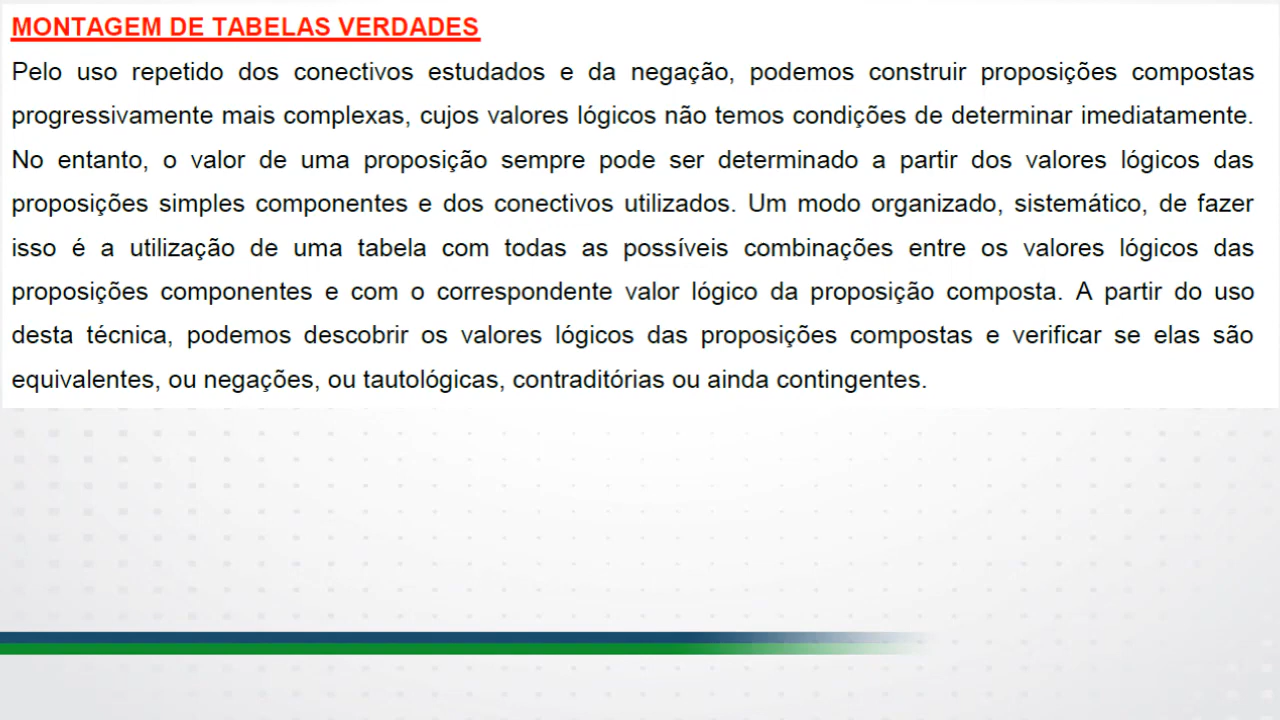 MONTAGEM DE TABELAS VERDADES
Pelo uso repetido dos conectivos estudados e da negação, podemos construir proposições compostas
progressivamente mais complexas, cujos valores lógicos não temos condições de determinar imediatamente.
No entanto, o valor de uma proposição sempre pode ser determinado a partir dos valores lógicos das
proposições simples componentes e dos conectivos utilizados. Um modo organizado, sistemático, de fazer
isso é a utilização de uma tabela com todas as possíveis combinações entre os valores lógicos das
proposições componentes e com o correspondente valor lógico da proposição composta. A partir do uso
desta técnica, podemos descobrir os valores lógicos das proposições compostas e verificar se elas são
equivalentes, ou negações, ou tautológicas, contraditórias ou ainda contingentes.